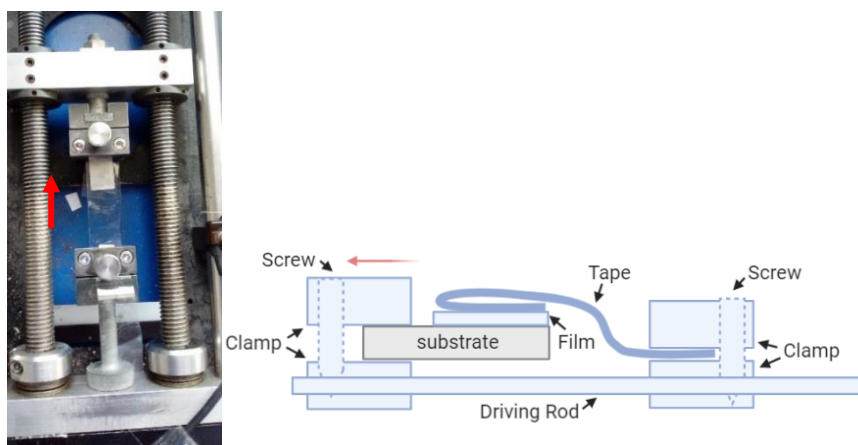 Screw
Tape
Screw
Clamp
substrate
Film
Clamp
Driving Rod